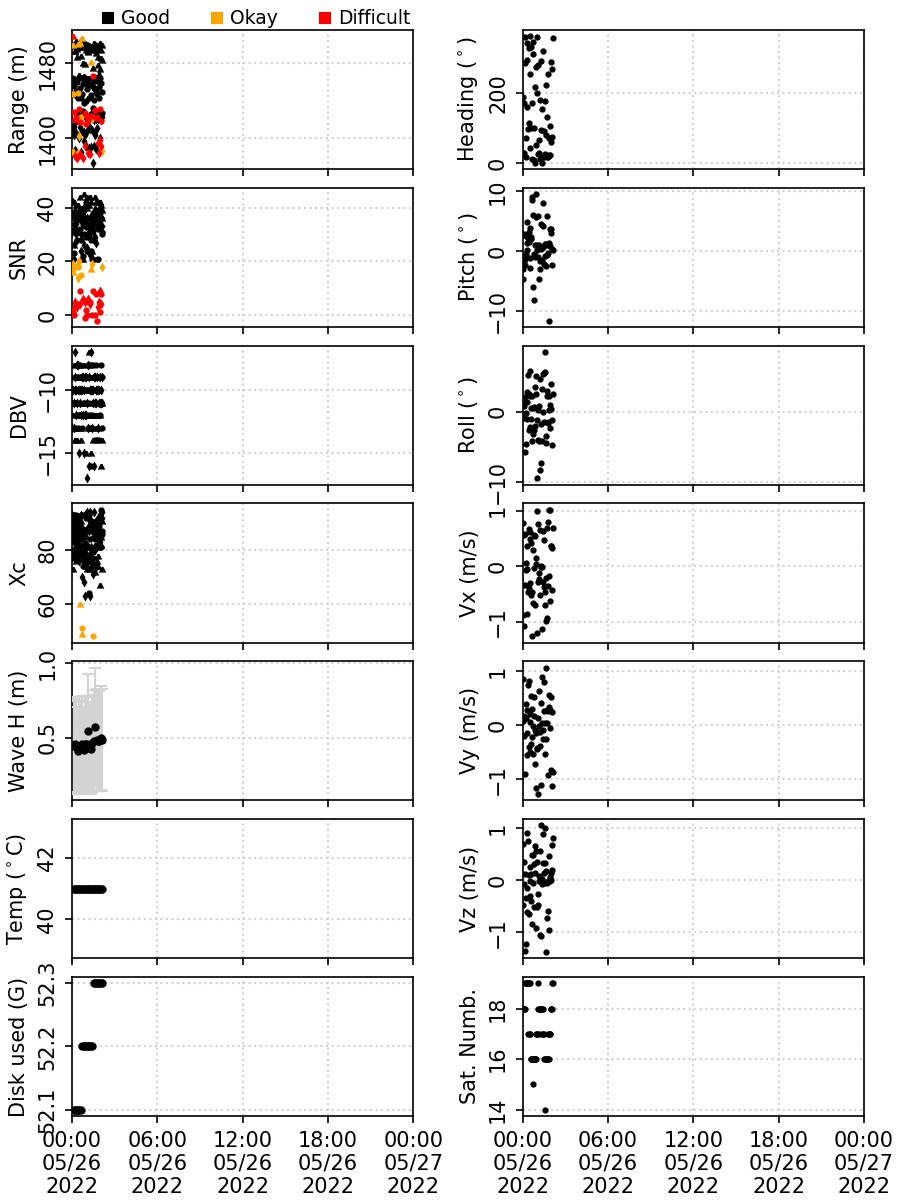 Good Okay Difficult
Range (m)
1480
1400
Heading (°)
200
0
SNR
40
20
0
Pitch (°)
10
0
−10
DBV
−10
−15
Roll (°)
0
−10
Xc
80
60
Vx (m/s)
1
0
−1
Wave H (m)
1.0
0.5
Vy (m/s)
1
0
−1
Temp (°C)
42
40
Vz (m/s)
1
0
−1
Disk used (G)
52.3
52.2
52.1
Sat. Numb.
18
16
14
00:00 06:00 12:00 18:00 00:00
05/26 05/26 05/26 05/26 05/27
2022 2022 2022 2022 2022
00:00 06:00 12:00 18:00 00:00
05/26 05/26 05/26 05/26 05/27
2022 2022 2022 2022 2022